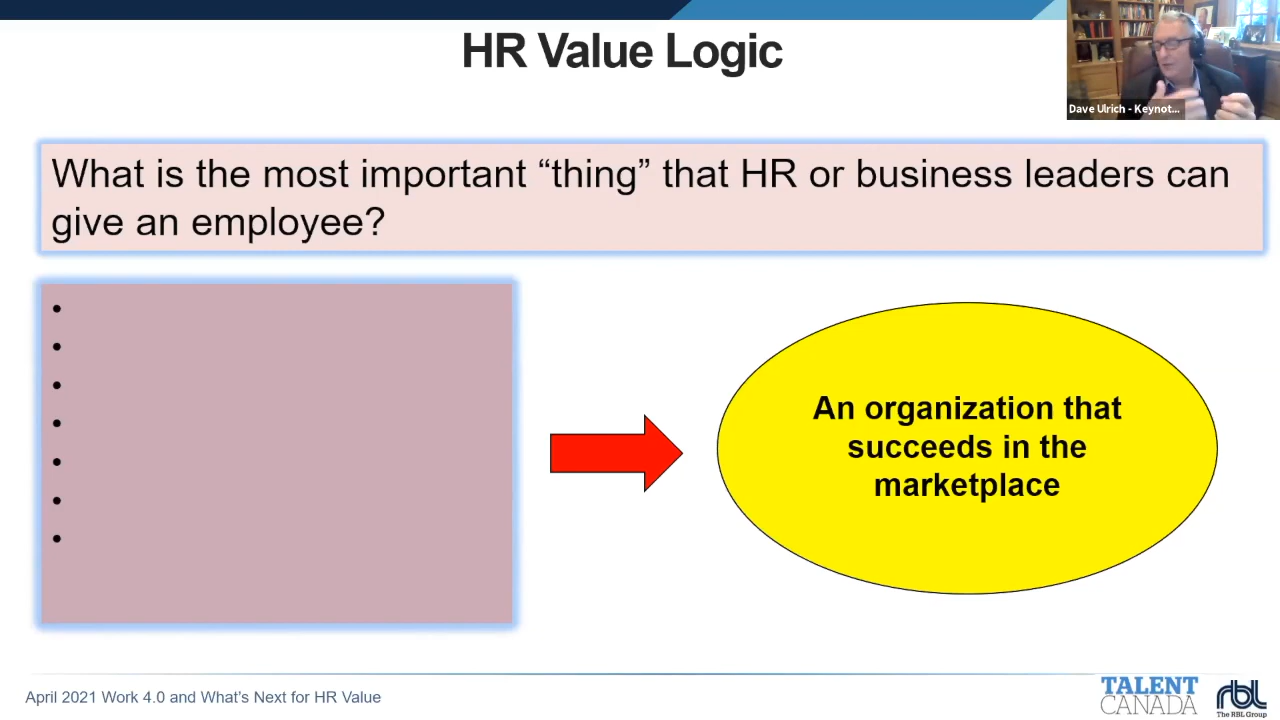 HR Value Logic
Dave Ulrich - Keynot...
What is the most important “thing” that HR or business leaders can
give an employee?
An organization that
succeeds in the
marketplace
April 2021 Work 4.0 and What's Next for HR Value
TALENT
CANADA
rbl
The RBL Group